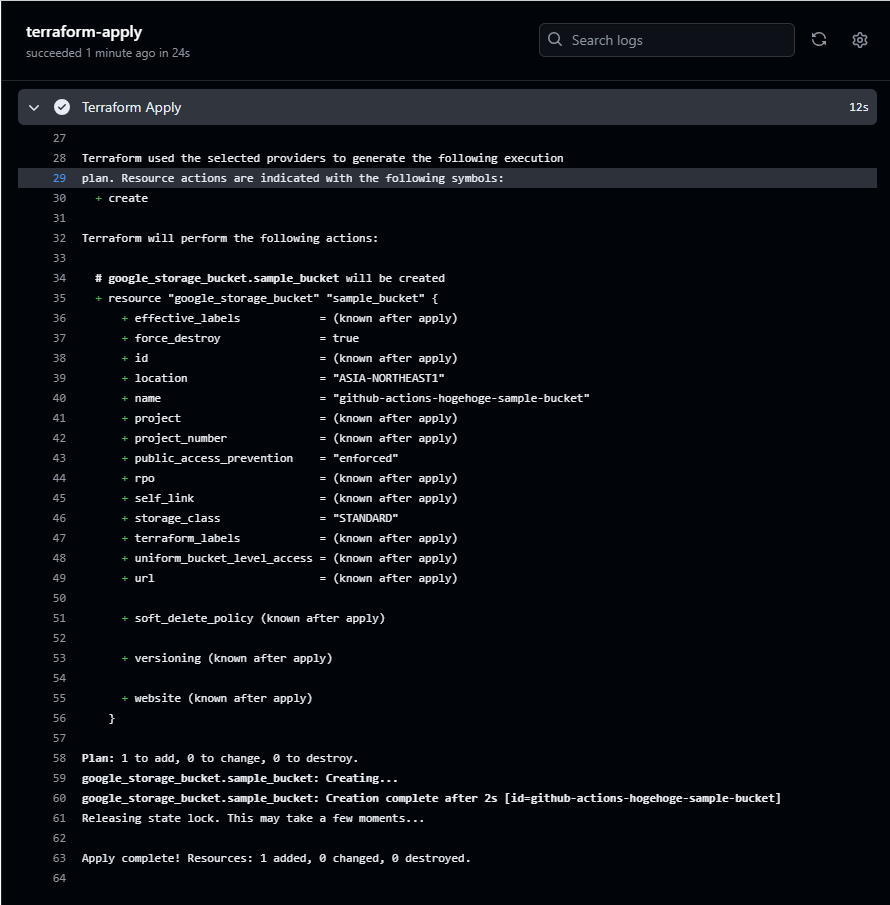 terraform-apply
succeeded 1 minute ago in 24s
Search logs
Terraform Apply 12s
27
28 Terraform used the selected providers to generate the following execution
29 plan. Resource actions are indicated with the following symbols:
30   + create
31
32 Terraform will perform the following actions:
33
34   # google_storage_bucket.sample_bucket will be created
35   + resource "google_storage_bucket" "sample_bucket" {
36       + effective_labels            = (known after apply)
37       + force_destroy               = true
38       + id                          = (known after apply)
39       + location                    = "ASIA-NORTHEAST1"
40       + name                        = "github-actions-hogehoge-sample-bucket"
41       + project                     = (known after apply)
42       + project_number              = (known after apply)
43       + public_access_prevention    = "enforced"
44       + rpo                         = (known after apply)
45       + self_link                   = (known after apply)
46       + storage_class               = "STANDARD"
47       + terraform_labels            = (known after apply)
48       + uniform_bucket_level_access = (known after apply)
49       + url                         = (known after apply)
50
51       + soft_delete_policy (known after apply)
52
53       + versioning (known after apply)
54
55       + website (known after apply)
56     }
57
58 Plan: 1 to add, 0 to change, 0 to destroy.
59 google_storage_bucket.sample_bucket: Creating...
60 google_storage_bucket.sample_bucket: Creation complete after 2s [id=github-actions-hogehoge-sample-bucket]
61 Releasing state lock. This may take a few moments...
62
63 Apply complete! Resources: 1 added, 0 changed, 0 destroyed.
64